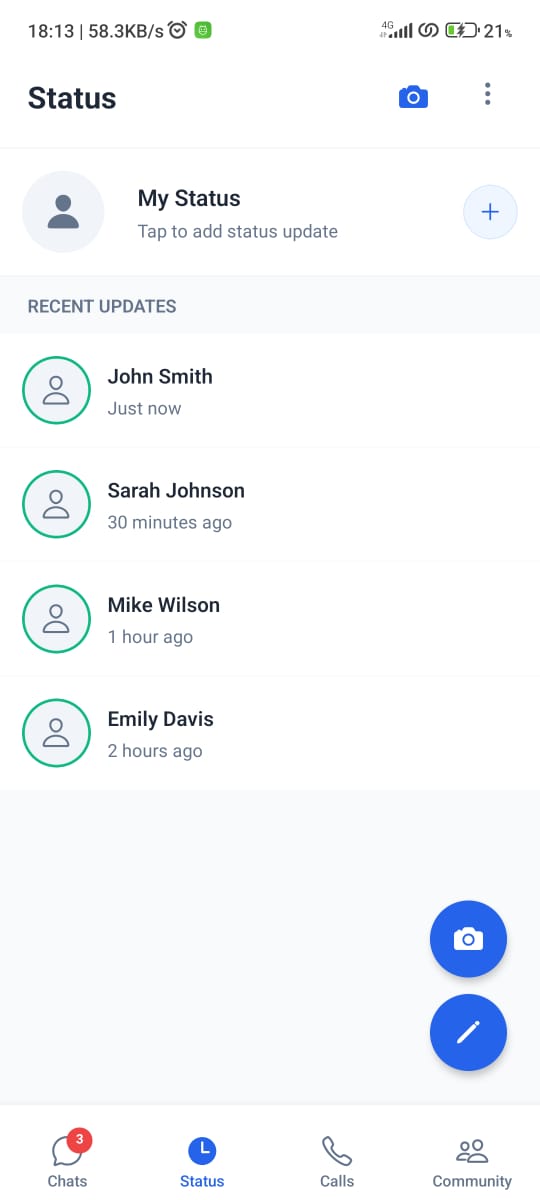 18:13 | 58.3KB/s 4G 21%
Status
My Status
Tap to add status update
RECENT UPDATES
John Smith
Just now
Sarah Johnson
30 minutes ago
Mike Wilson
1 hour ago
Emily Davis
2 hours ago
3
Chats Status Calls Community